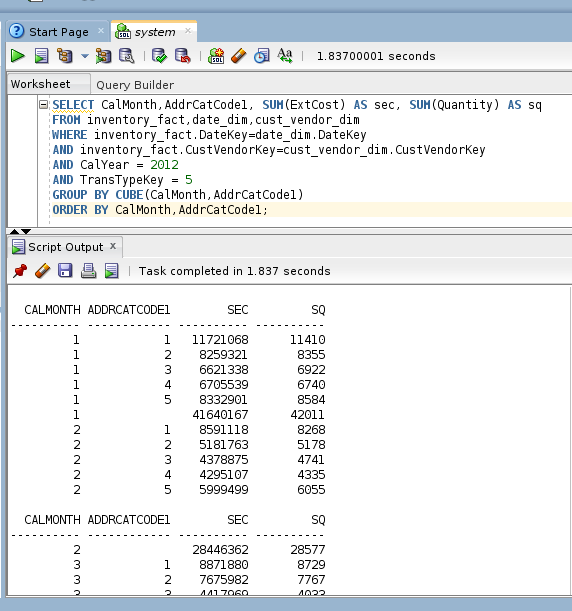 Start Page
system
1.83700001 seconds
Worksheet Query Builder
SELECT CalMonth,AddrCatCode1, SUM(ExtCost) AS sec, SUM(Quantity) AS sq
FROM inventory_fact,date_dim,cust_vendor_dim
WHERE inventory_fact.DateKey=date_dim.DateKey
AND inventory_fact.CustVendorKey=cust_vendor_dim.CustVendorKey
AND CalYear = 2012
AND TransTypeKey = 5
GROUP BY CUBE(CalMonth,AddrCatCode1)
ORDER BY CalMonth,AddrCatCode1;
Script Output x
Task completed in 1.837 seconds
CALMONTH ADDRCATCODE1 SEC SQ
---------- ------------ ---------- ----------
1 1 11721068 11410
1 2 8259321 8355
1 3 6621338 6922
1 4 6705539 6740
1 5 8332901 8584
1 41640167 42011
2 1 8591118 8268
2 2 5181763 5178
2 3 4378875 4741
2 4 4295107 4335
2 5 5999499 6055
CALMONTH ADDRCATCODE1 SEC SQ
---------- ------------ ---------- ----------
2 28446362 28577
3 1 8871880 8729
3 2 7675982 7767
3 3 4417969 4033